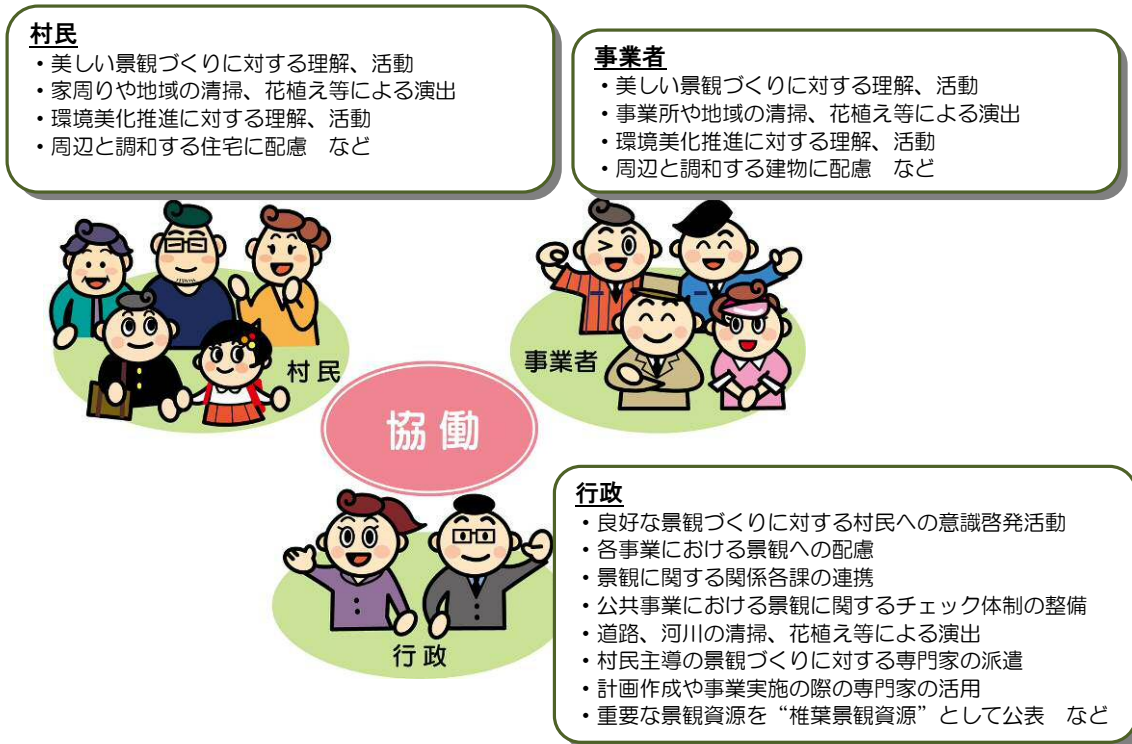 村民
・美しい景観づくりに対する理解、活動
・家周りや地域の清掃、花植え等による演出
・環境美化推進に対する理解、活動
・周辺と調和する住宅に配慮　など
事業者
・美しい景観づくりに対する理解、活動
・事業所や地域の清掃、花植え等による演出
・環境美化推進に対する理解、活動
・周辺と調和する建物に配慮　など
村民
事業者
協働
行政
行政
・良好な景観づくりに対する村民への意識啓発活動
・各事業における景観への配慮
・景観に関する関係各課の連携
・公共事業における景観に関するチェック体制の整備
・道路、河川の清掃、花植え等による演出
・村民主導の景観づくりに対する専門家の派遣
・計画作成や事業実施の際の専門家の活用
・重要な景観資源を“椎葉景観資源”として公表　など